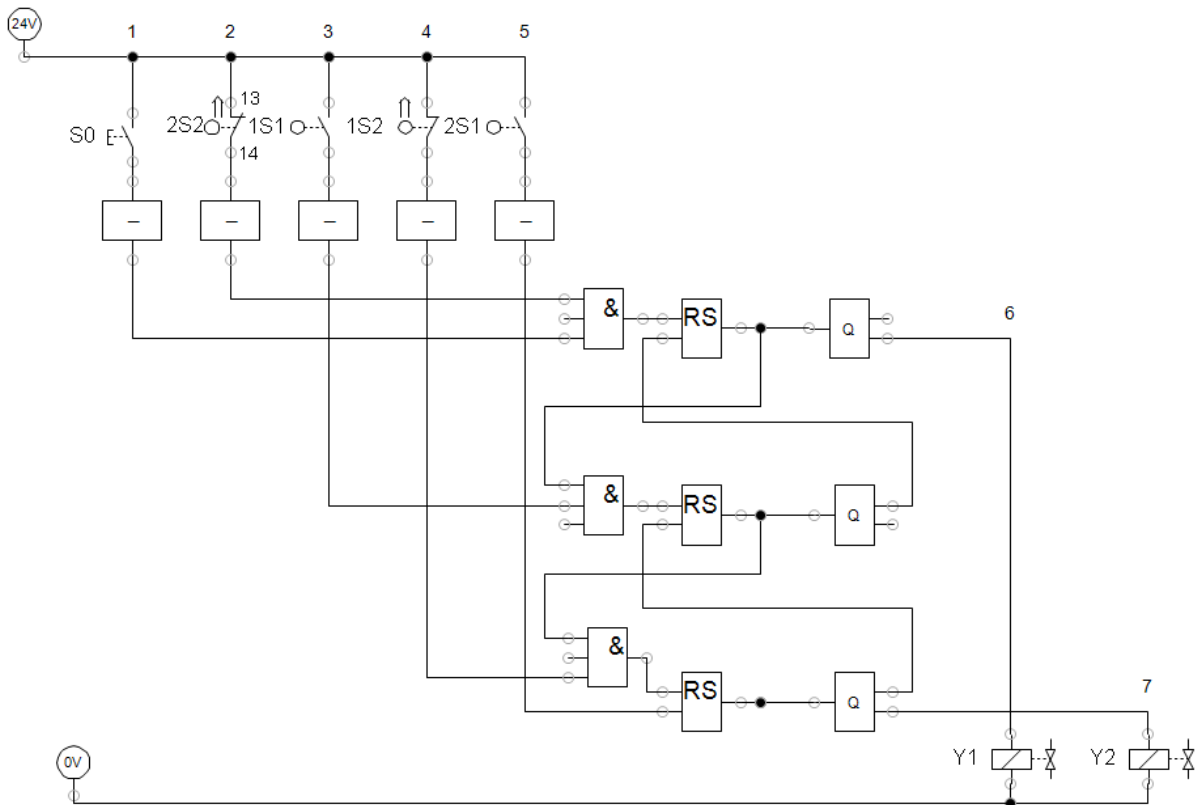 24V
1 2 3 4 5
13
S0 2S2 1S1 1S2 2S1
14
– – – – –
& RS Q
6
& RS Q
& RS Q
7
0V
Y1 Y2